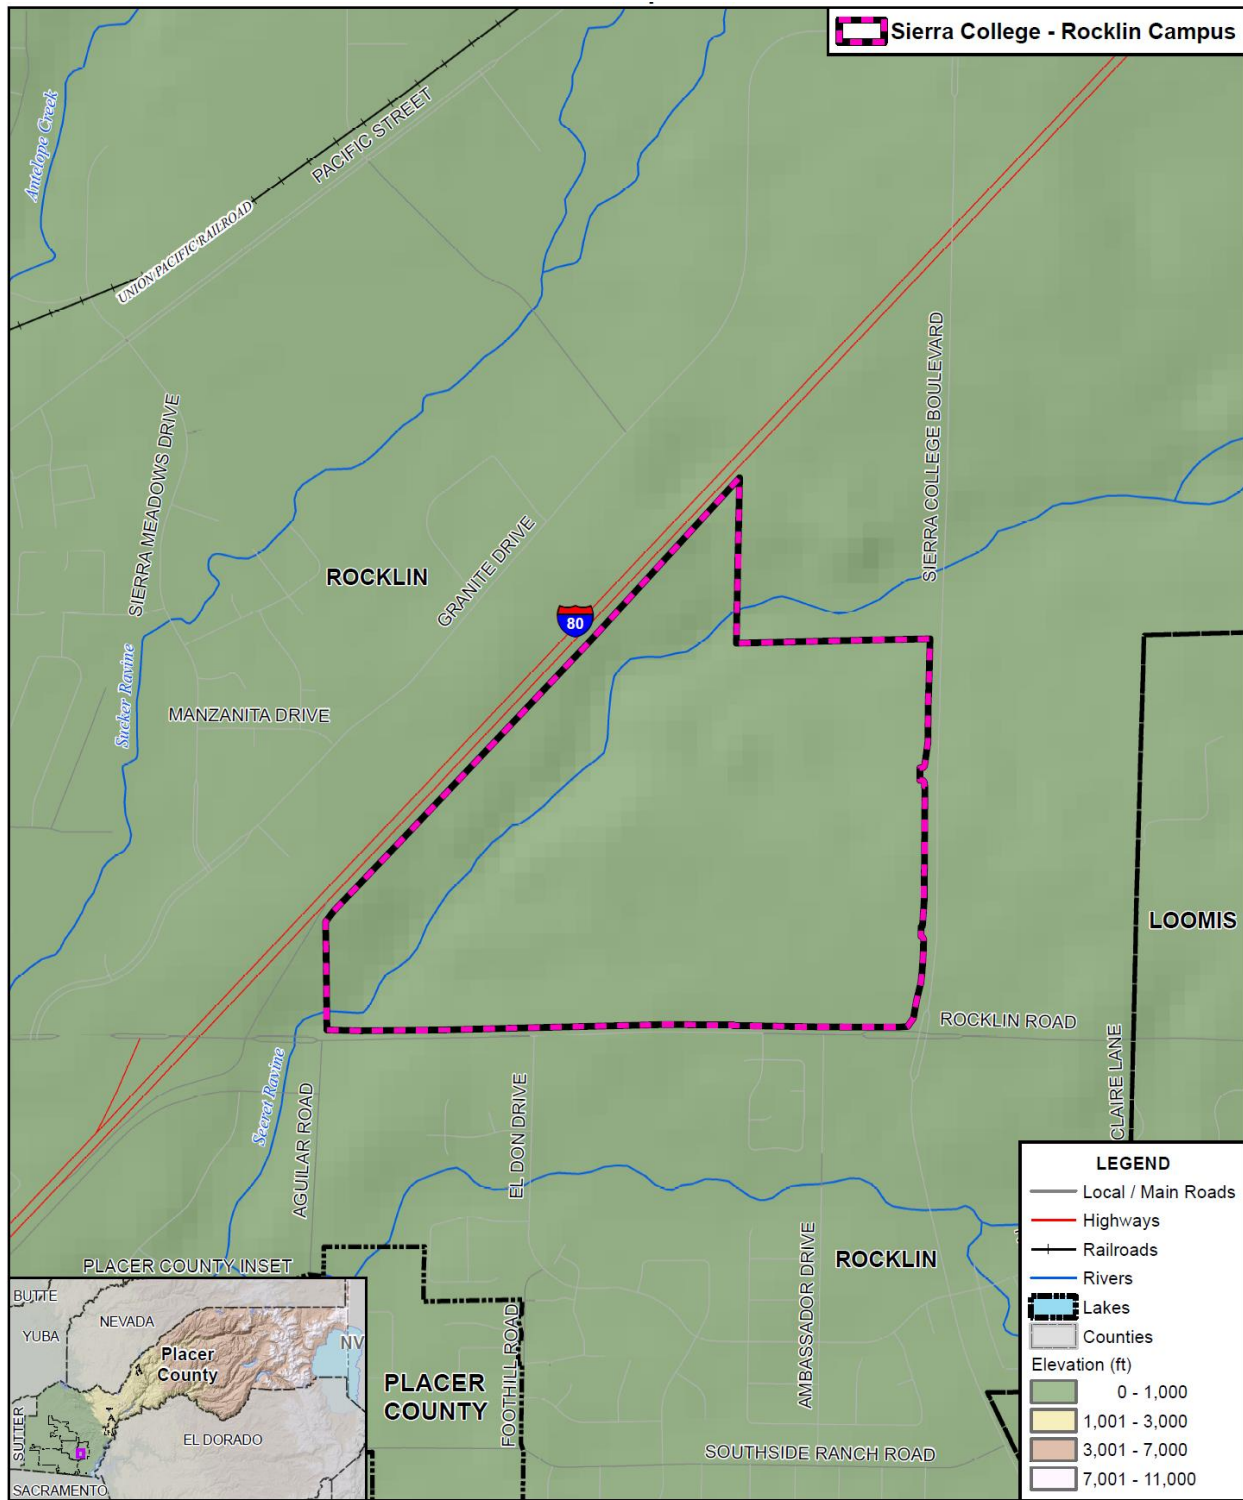 Sierra College - Rocklin Campus
Antelope Creek
PACIFIC STREET
UNION PACIFIC RAILROAD
SIERRA COLLEGE BOULEVARD
SIERRA MEADOWS DRIVE
ROCKLIN
GRANITE DRIVE
80
Sucker Ravine
MANZANITA DRIVE
LOOMIS
ROCKLIN ROAD
Secret Ravine
AGUILAR ROAD
EL DON DRIVE
CLAIRE LANE
AMBASSADOR DRIVE
ROCKLIN
FOOTHILL ROAD
PLACER
COUNTY
SOUTHSIDE RANCH ROAD
PLACER COUNTY INSET
BUTTE
YUBA
NEVADA
NV
Placer
County
SUTTER
EL DORADO
SACRAMENTO
LEGEND
Local / Main Roads
Highways
Railroads
Rivers
Lakes
Counties
Elevation (ft)
0 - 1,000
1,001 - 3,000
3,001 - 7,000
7,001 - 11,000